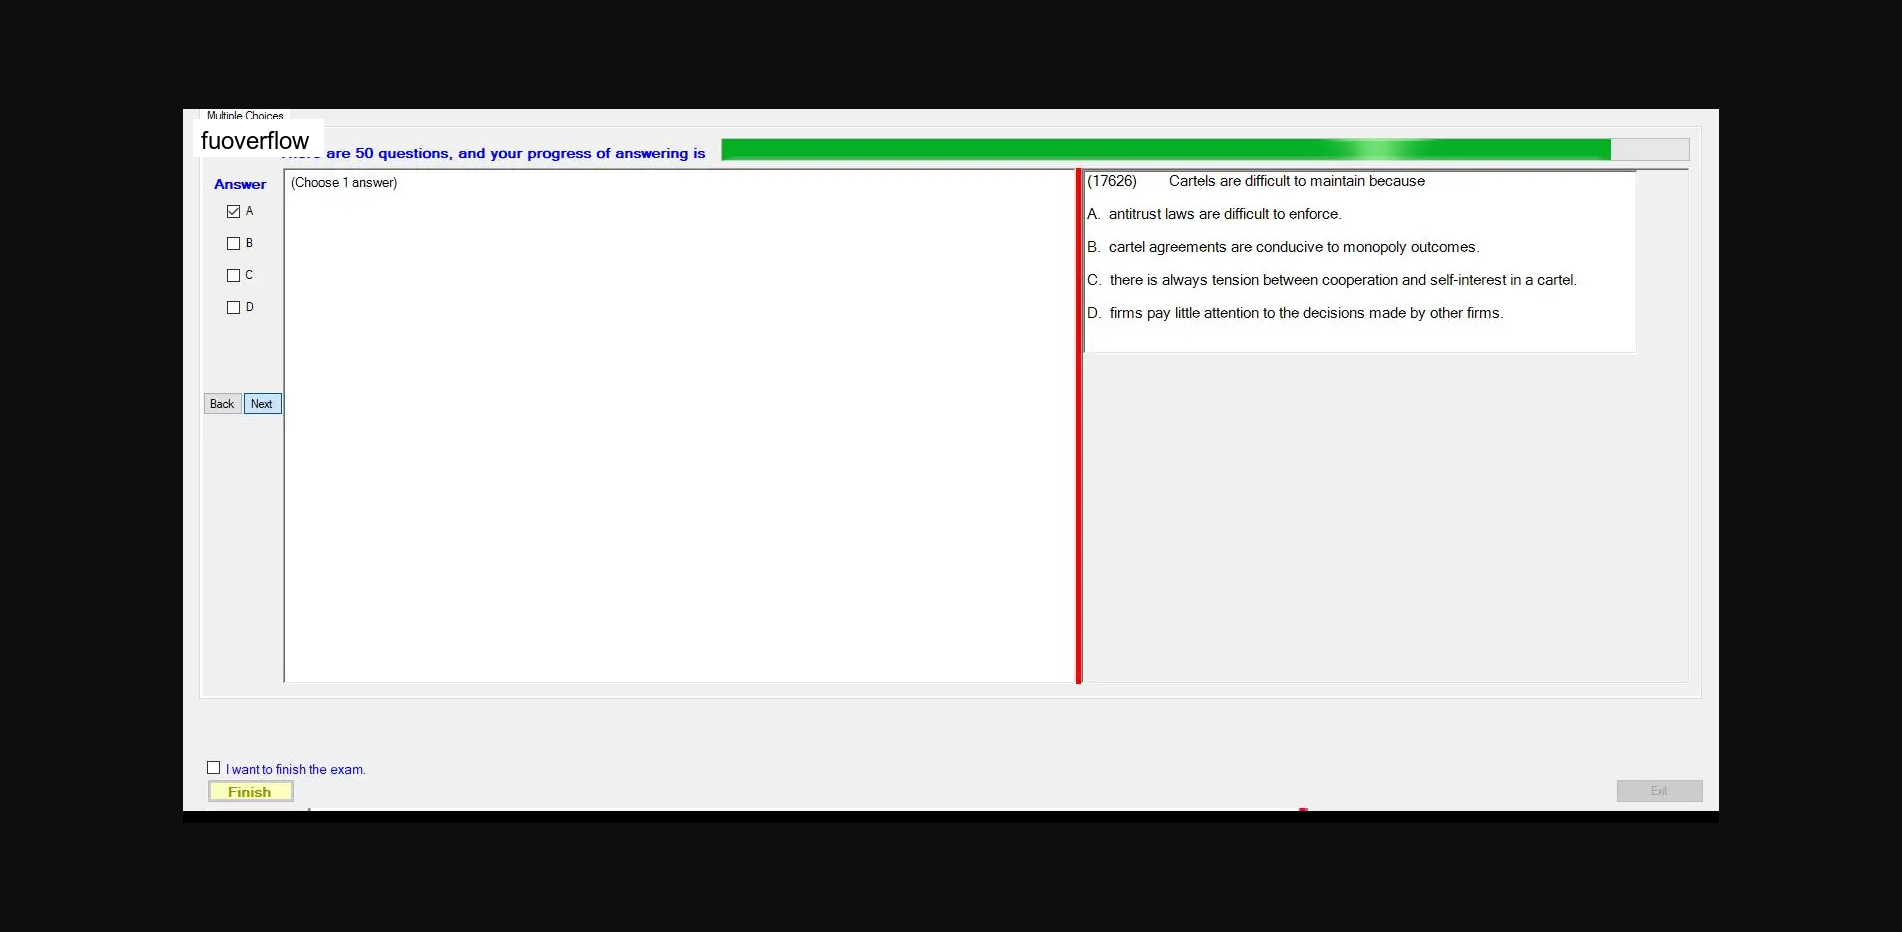 Multiple Choices
fuoverflow
are 50 questions, and your progress of answering is
Answer
(Choose 1 answer)
A
B
C
D
Back Next
(17626) Cartels are difficult to maintain because
A. antitrust laws are difficult to enforce.
B. cartel agreements are conducive to monopoly outcomes.
C. there is always tension between cooperation and self-interest in a cartel.
D. firms pay little attention to the decisions made by other firms.
I want to finish the exam.
Finish
Exit